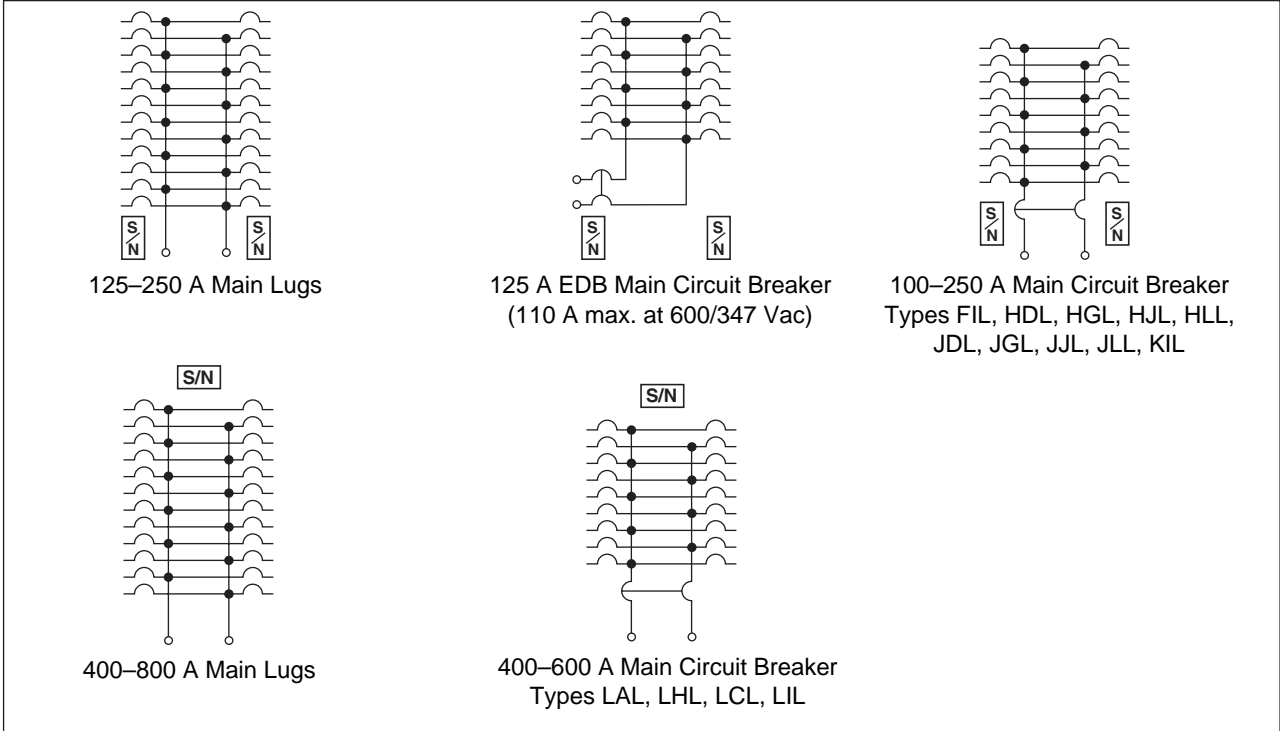 S/N
S/N
125–250 A Main Lugs
S/N
S/N
125 A EDB Main Circuit Breaker
(110 A max. at 600/347 Vac)
S/N
S/N
100–250 A Main Circuit Breaker
Types FIL, HDL, HGL, HJL, HLL,
JDL, JGL, JJL, JLL, KIL
S/N
400–800 A Main Lugs
S/N
400–600 A Main Circuit Breaker
Types LAL, LHL, LCL, LIL